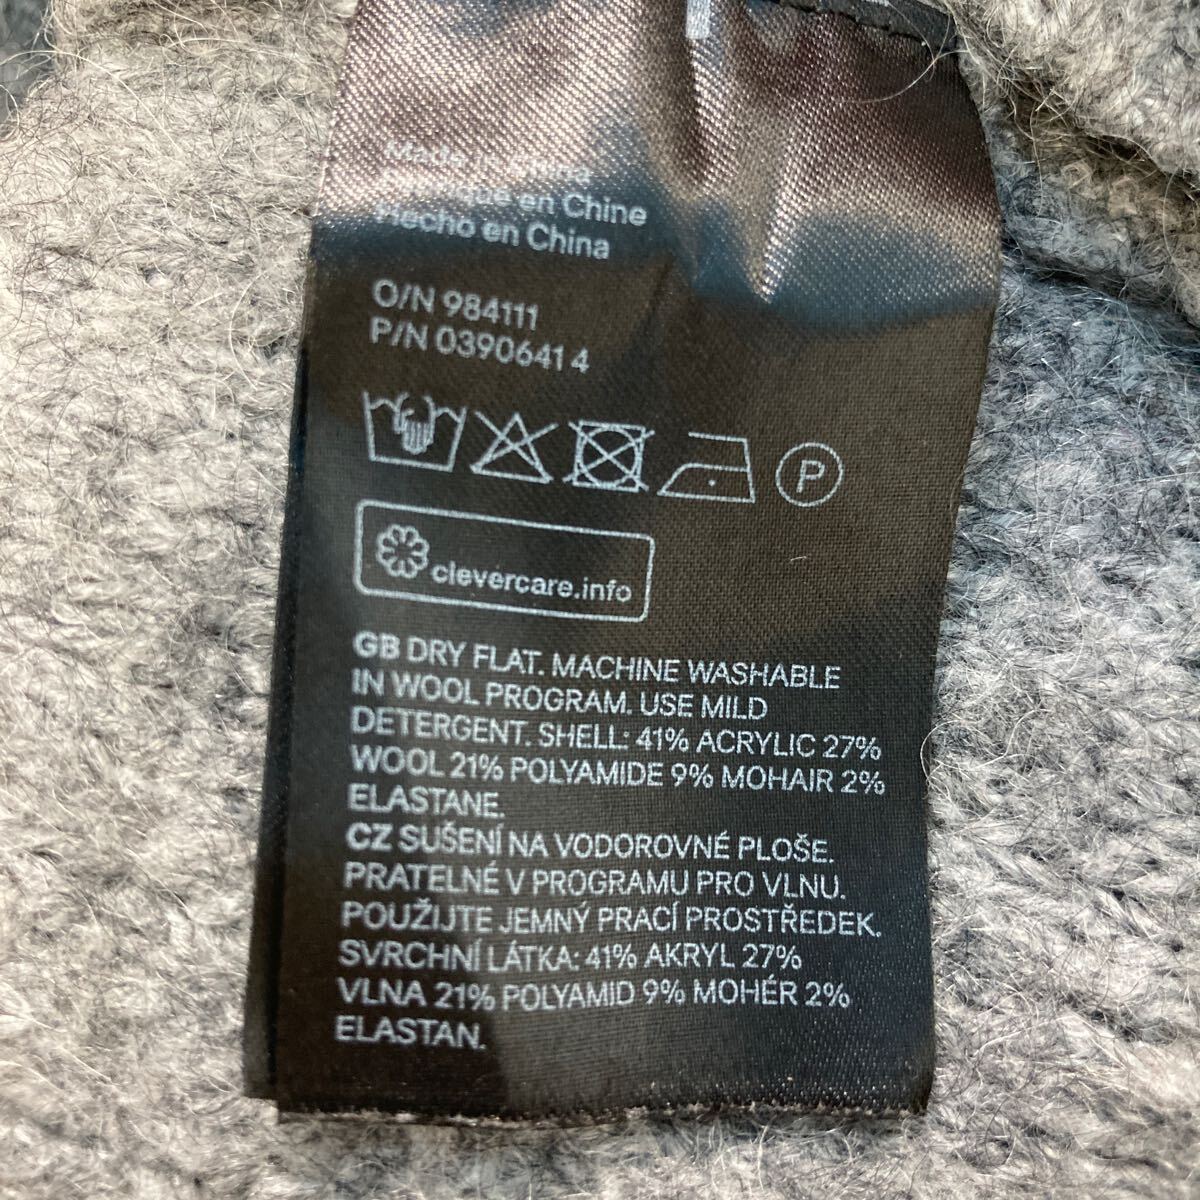 Made in China
Fabriqué en Chine
Hecho en China
O/N 984111
P/N 03906414
P
clevercare.info
GB DRY FLAT. MACHINE WASHABLE
IN WOOL PROGRAM. USE MILD
DETERGENT. SHELL: 41% ACRYLIC 27%
WOOL 21% POLYAMIDE 9% MOHAIR 2%
ELASTANE.
CZ SUŠENÍ NA VODOROVNÉ PLOŠE.
PRATELNÉ V PROGRAMU PRO VLNU.
POUŽIJTE JEMNÝ PRACÍ PROSTŘEDEK.
SVRCHNÍ LÁTKA: 41% AKRYL 27%
VLNA 21% POLYAMID 9% MOHÉR 2%
ELASTAN.